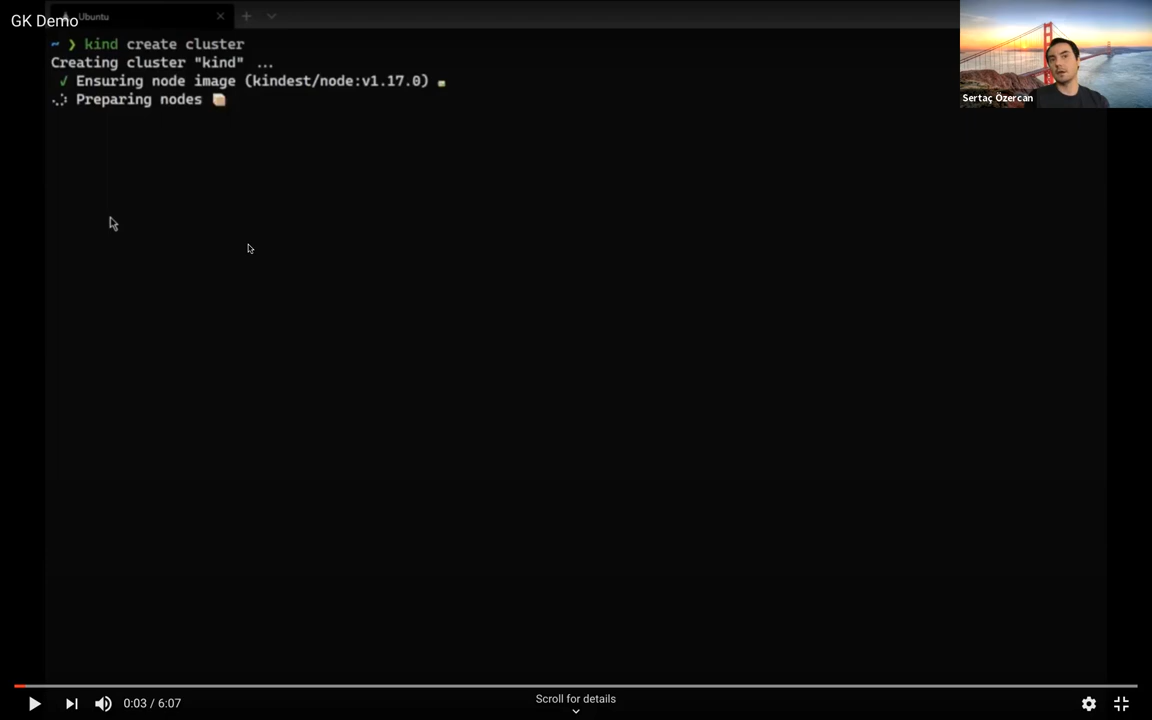 GK Demo
Ubuntu
~ ❯ kind create cluster
Creating cluster "kind" ...
✓ Ensuring node image (kindest/node:v1.17.0)
Preparing nodes
Sertaç Özercan
0:03 / 6:07
Scroll for details